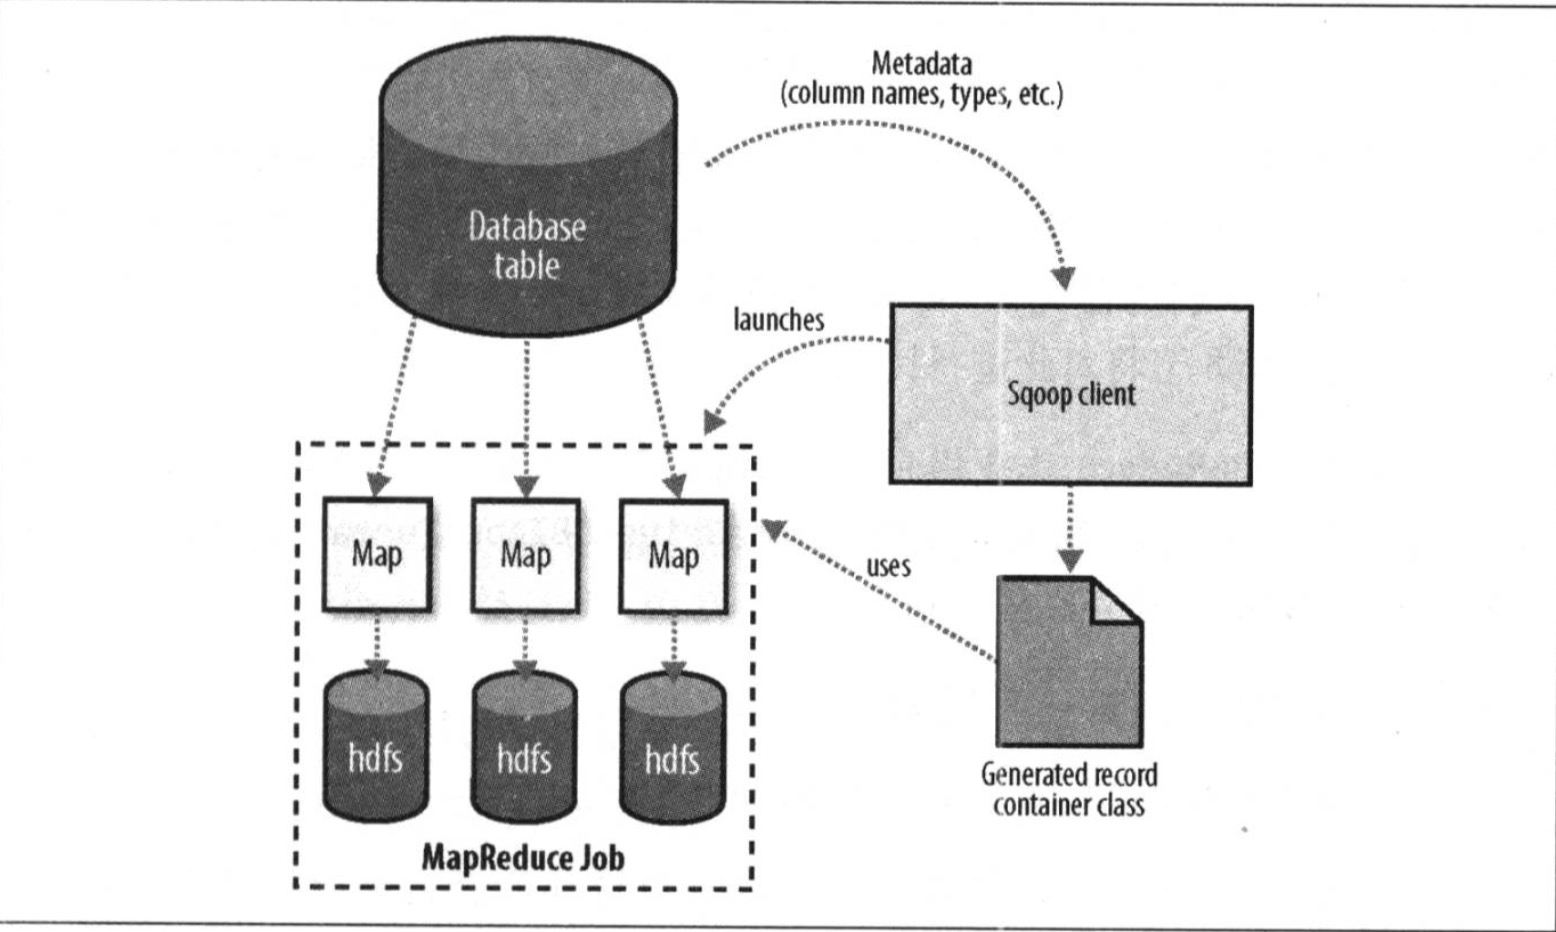 Metadata
(column names, types, etc.)
Database
table
launches
Sqoop client
Map
Map
Map
uses
hdfs
hdfs
hdfs
Generated record
container class
MapReduce Job